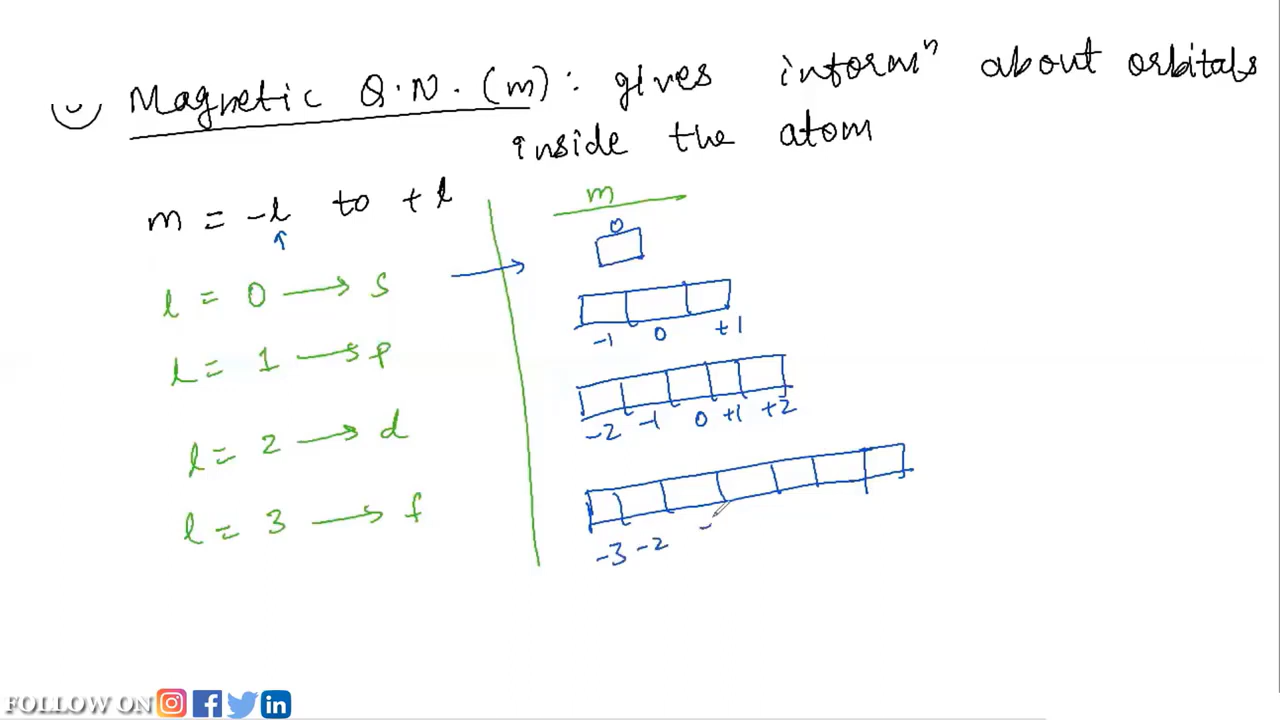 Magnetic Q.N. (m) : gives informⁿ about orbitals
inside the atom
m = -l to + l
m
0
l = 0 → s
-1 0 +1
l = 1 → p
-2 -1 0 +1 +2
l = 2 → d
l = 3 → f
-3 -2 -
FOLLOW ON